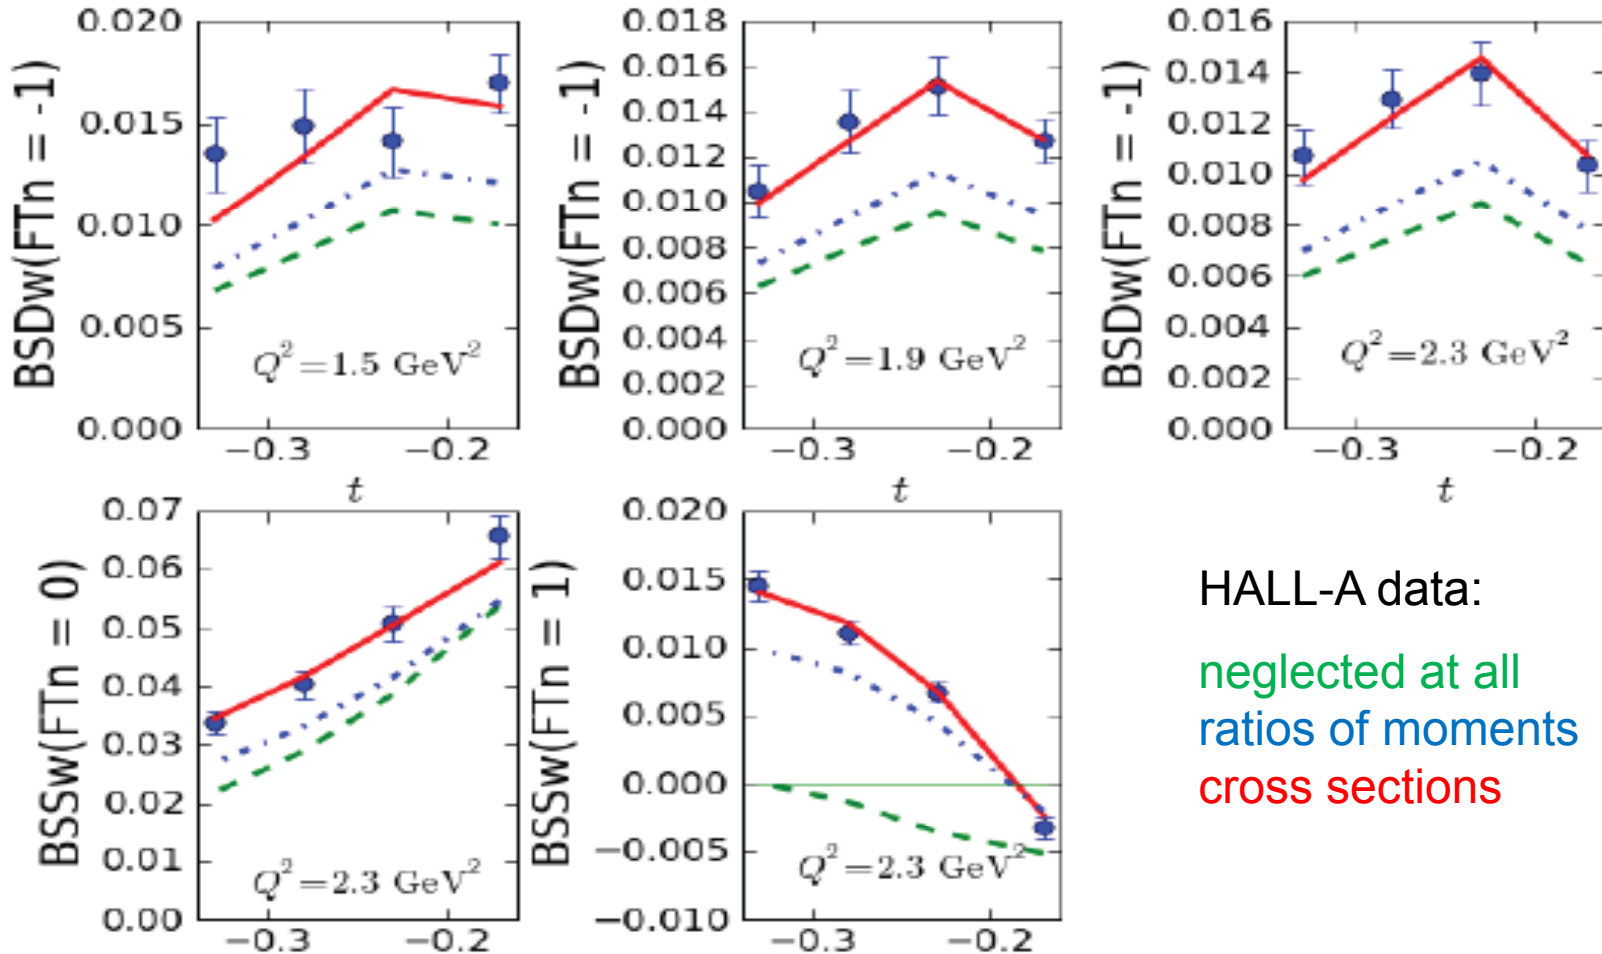 BSDw(FTn = -1)
0.020
0.015
0.010
0.005
0.000
Q²=1.5 GeV²
−0.3 −0.2
t
BSDw(FTn = -1)
0.018
0.016
0.014
0.012
0.010
0.008
0.006
0.004
0.002
0.000
Q²=1.9 GeV²
−0.3 −0.2
t
BSDw(FTn = -1)
0.016
0.014
0.012
0.010
0.008
0.006
0.004
0.002
0.000
Q²=2.3 GeV²
−0.3 −0.2
t
BSSw(FTn = 0)
0.07
0.06
0.05
0.04
0.03
0.02
0.01
0.00
Q²=2.3 GeV²
−0.3 −0.2
BSSw(FTn = 1)
0.020
0.015
0.010
0.005
0.000
−0.005
−0.010
Q²=2.3 GeV²
−0.3 −0.2
HALL-A data:
neglected at all
ratios of moments
cross sections